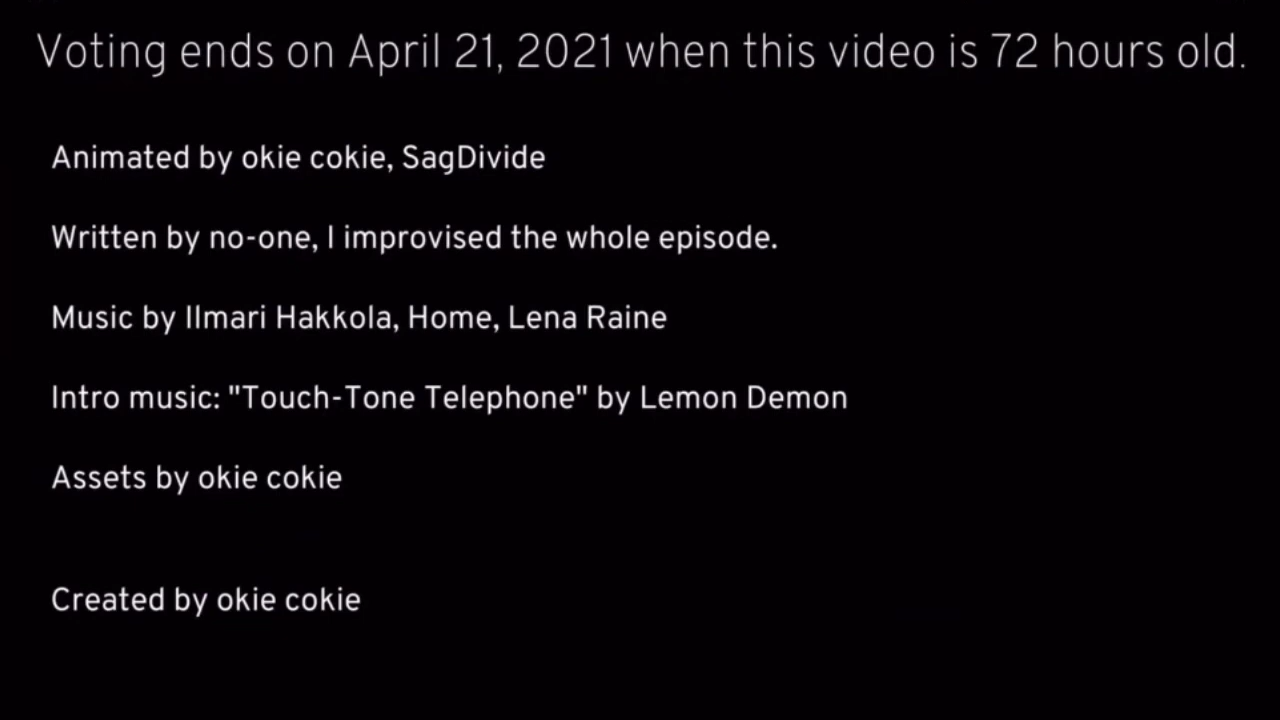 Voting ends on April 21, 2021 when this video is 72 hours old.
Animated by okie cokie, SagDivide
Written by no-one, I improvised the whole episode.
Music by Ilmari Hakkola, Home, Lena Raine
Intro music: "Touch-Tone Telephone" by Lemon Demon
Assets by okie cokie
Created by okie cokie